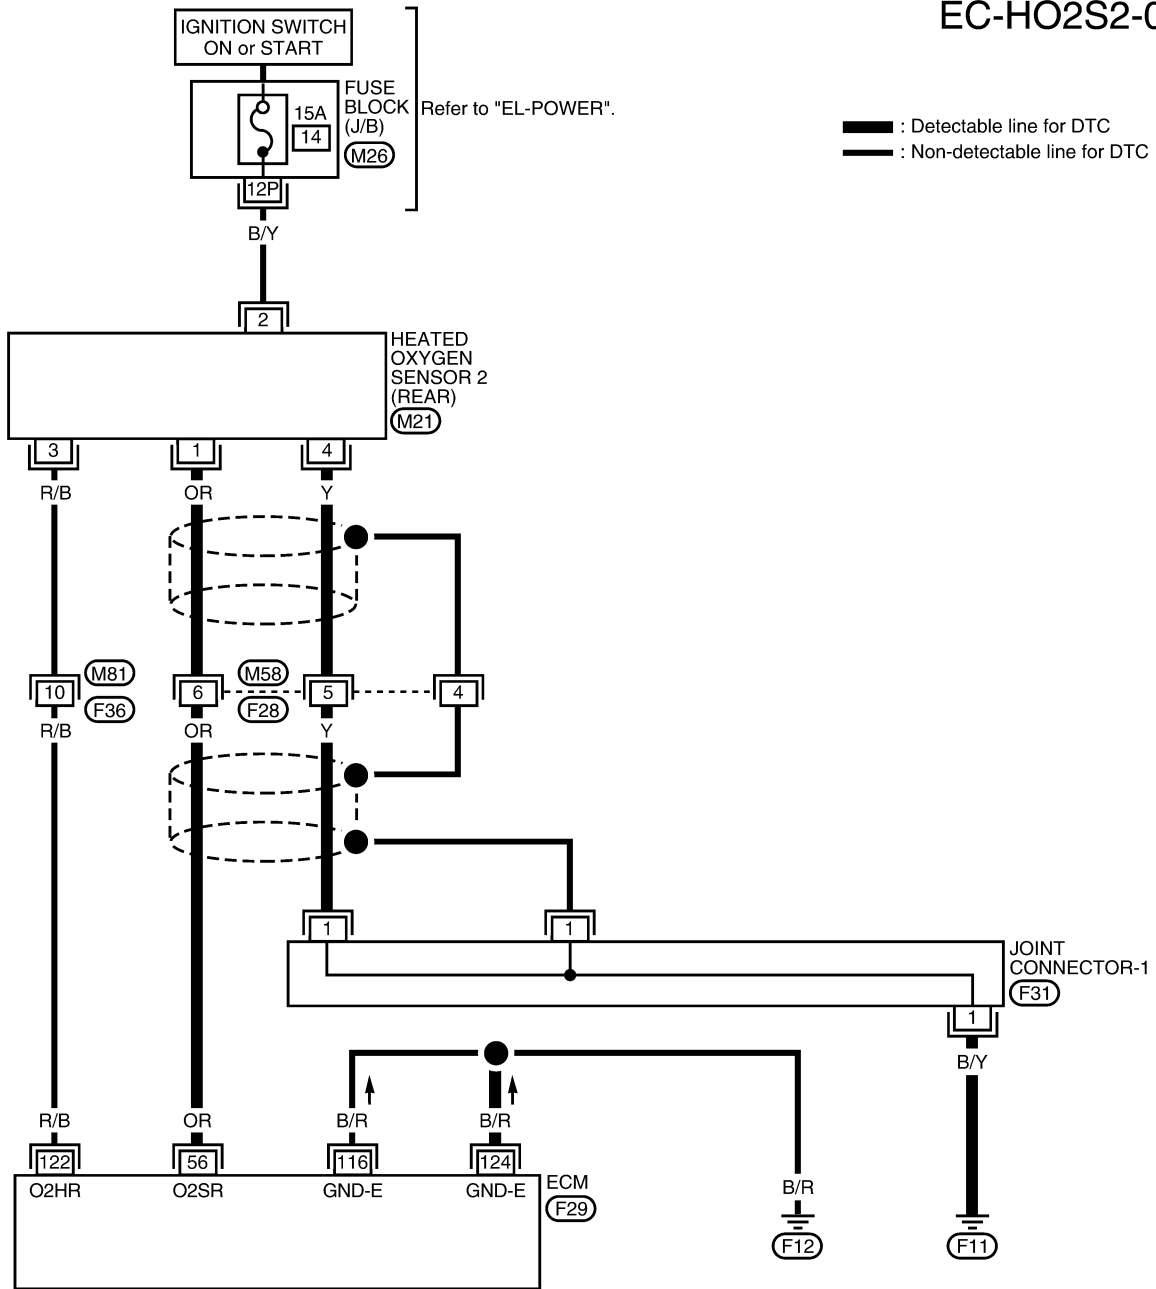 EC-HO2S2-0
IGNITION SWITCH
ON or START
FUSE
BLOCK
(J/B)
15A
14
M26
Refer to "EL-POWER".
: Detectable line for DTC
: Non-detectable line for DTC
12P
B/Y
2
HEATED
OXYGEN
SENSOR 2
(REAR)
M21
3 1 4
R/B OR Y
M81 M58
10 6 5 4
F36 F28
R/B OR Y
1 1
JOINT
CONNECTOR-1
F31
1
B/Y
R/B OR B/R B/R
122 56 116 124
O2HR O2SR GND-E GND-E
ECM
F29
B/R
F12 F11